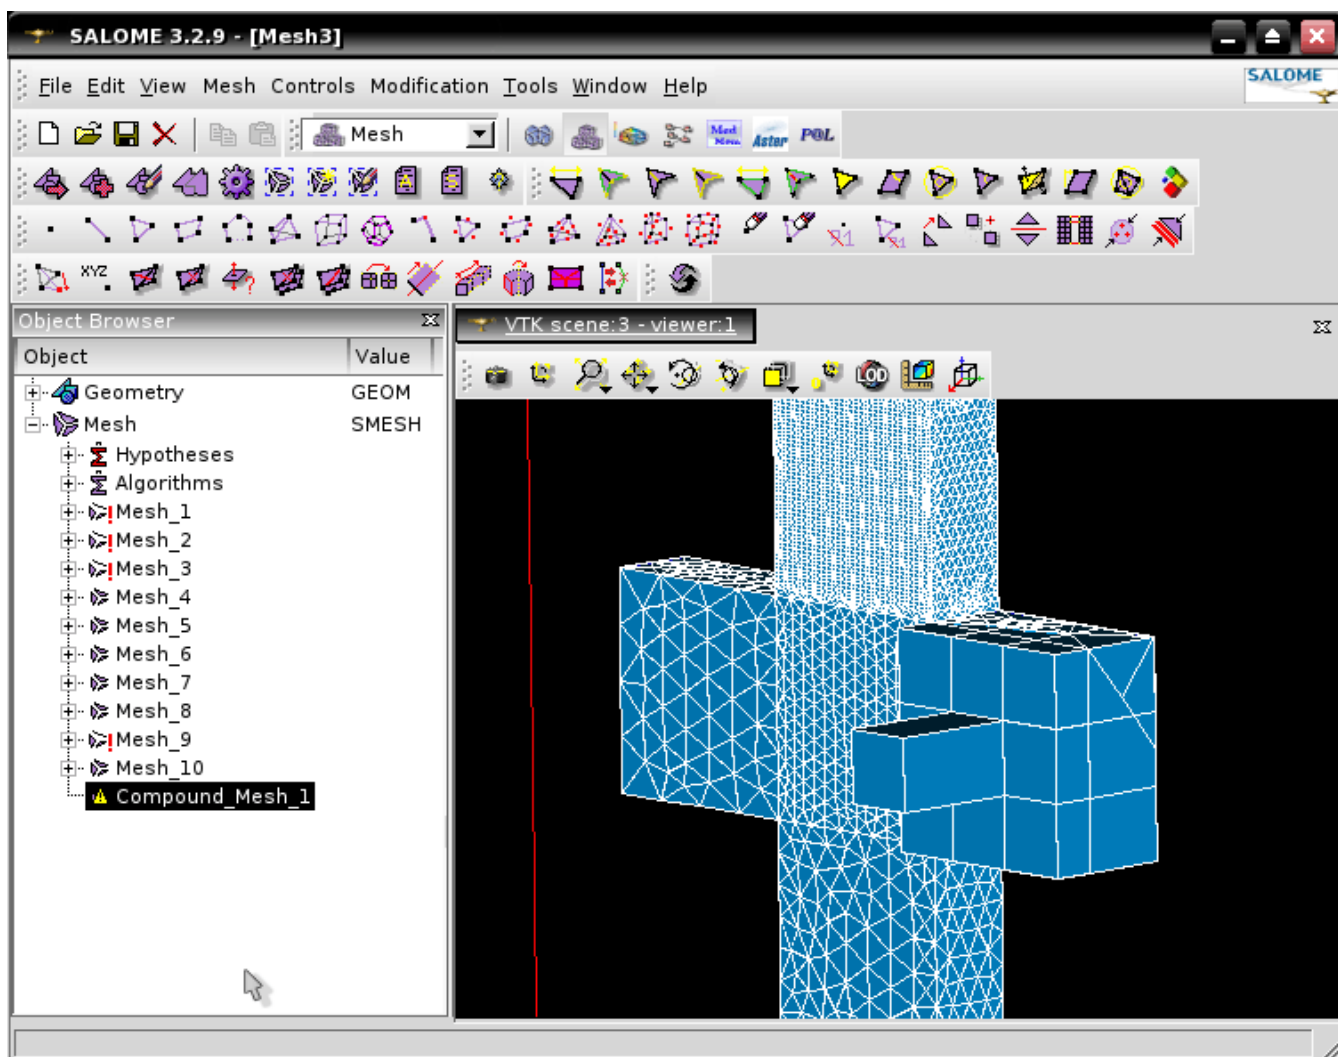 SALOME 3.2.9 - [Mesh3]
File Edit View Mesh Controls Modification Tools Window Help
SALOME
Mesh
Aster
POL
XYZ
Object Browser
VTK scene:3 - viewer:1
Object Value
LOD
Geometry GEOM
Mesh SMESH
Hypotheses
Algorithms
Mesh_1
Mesh_2
Mesh_3
Mesh_4
Mesh_5
Mesh_6
Mesh_7
Mesh_8
Mesh_9
Mesh_10
Compound_Mesh_1